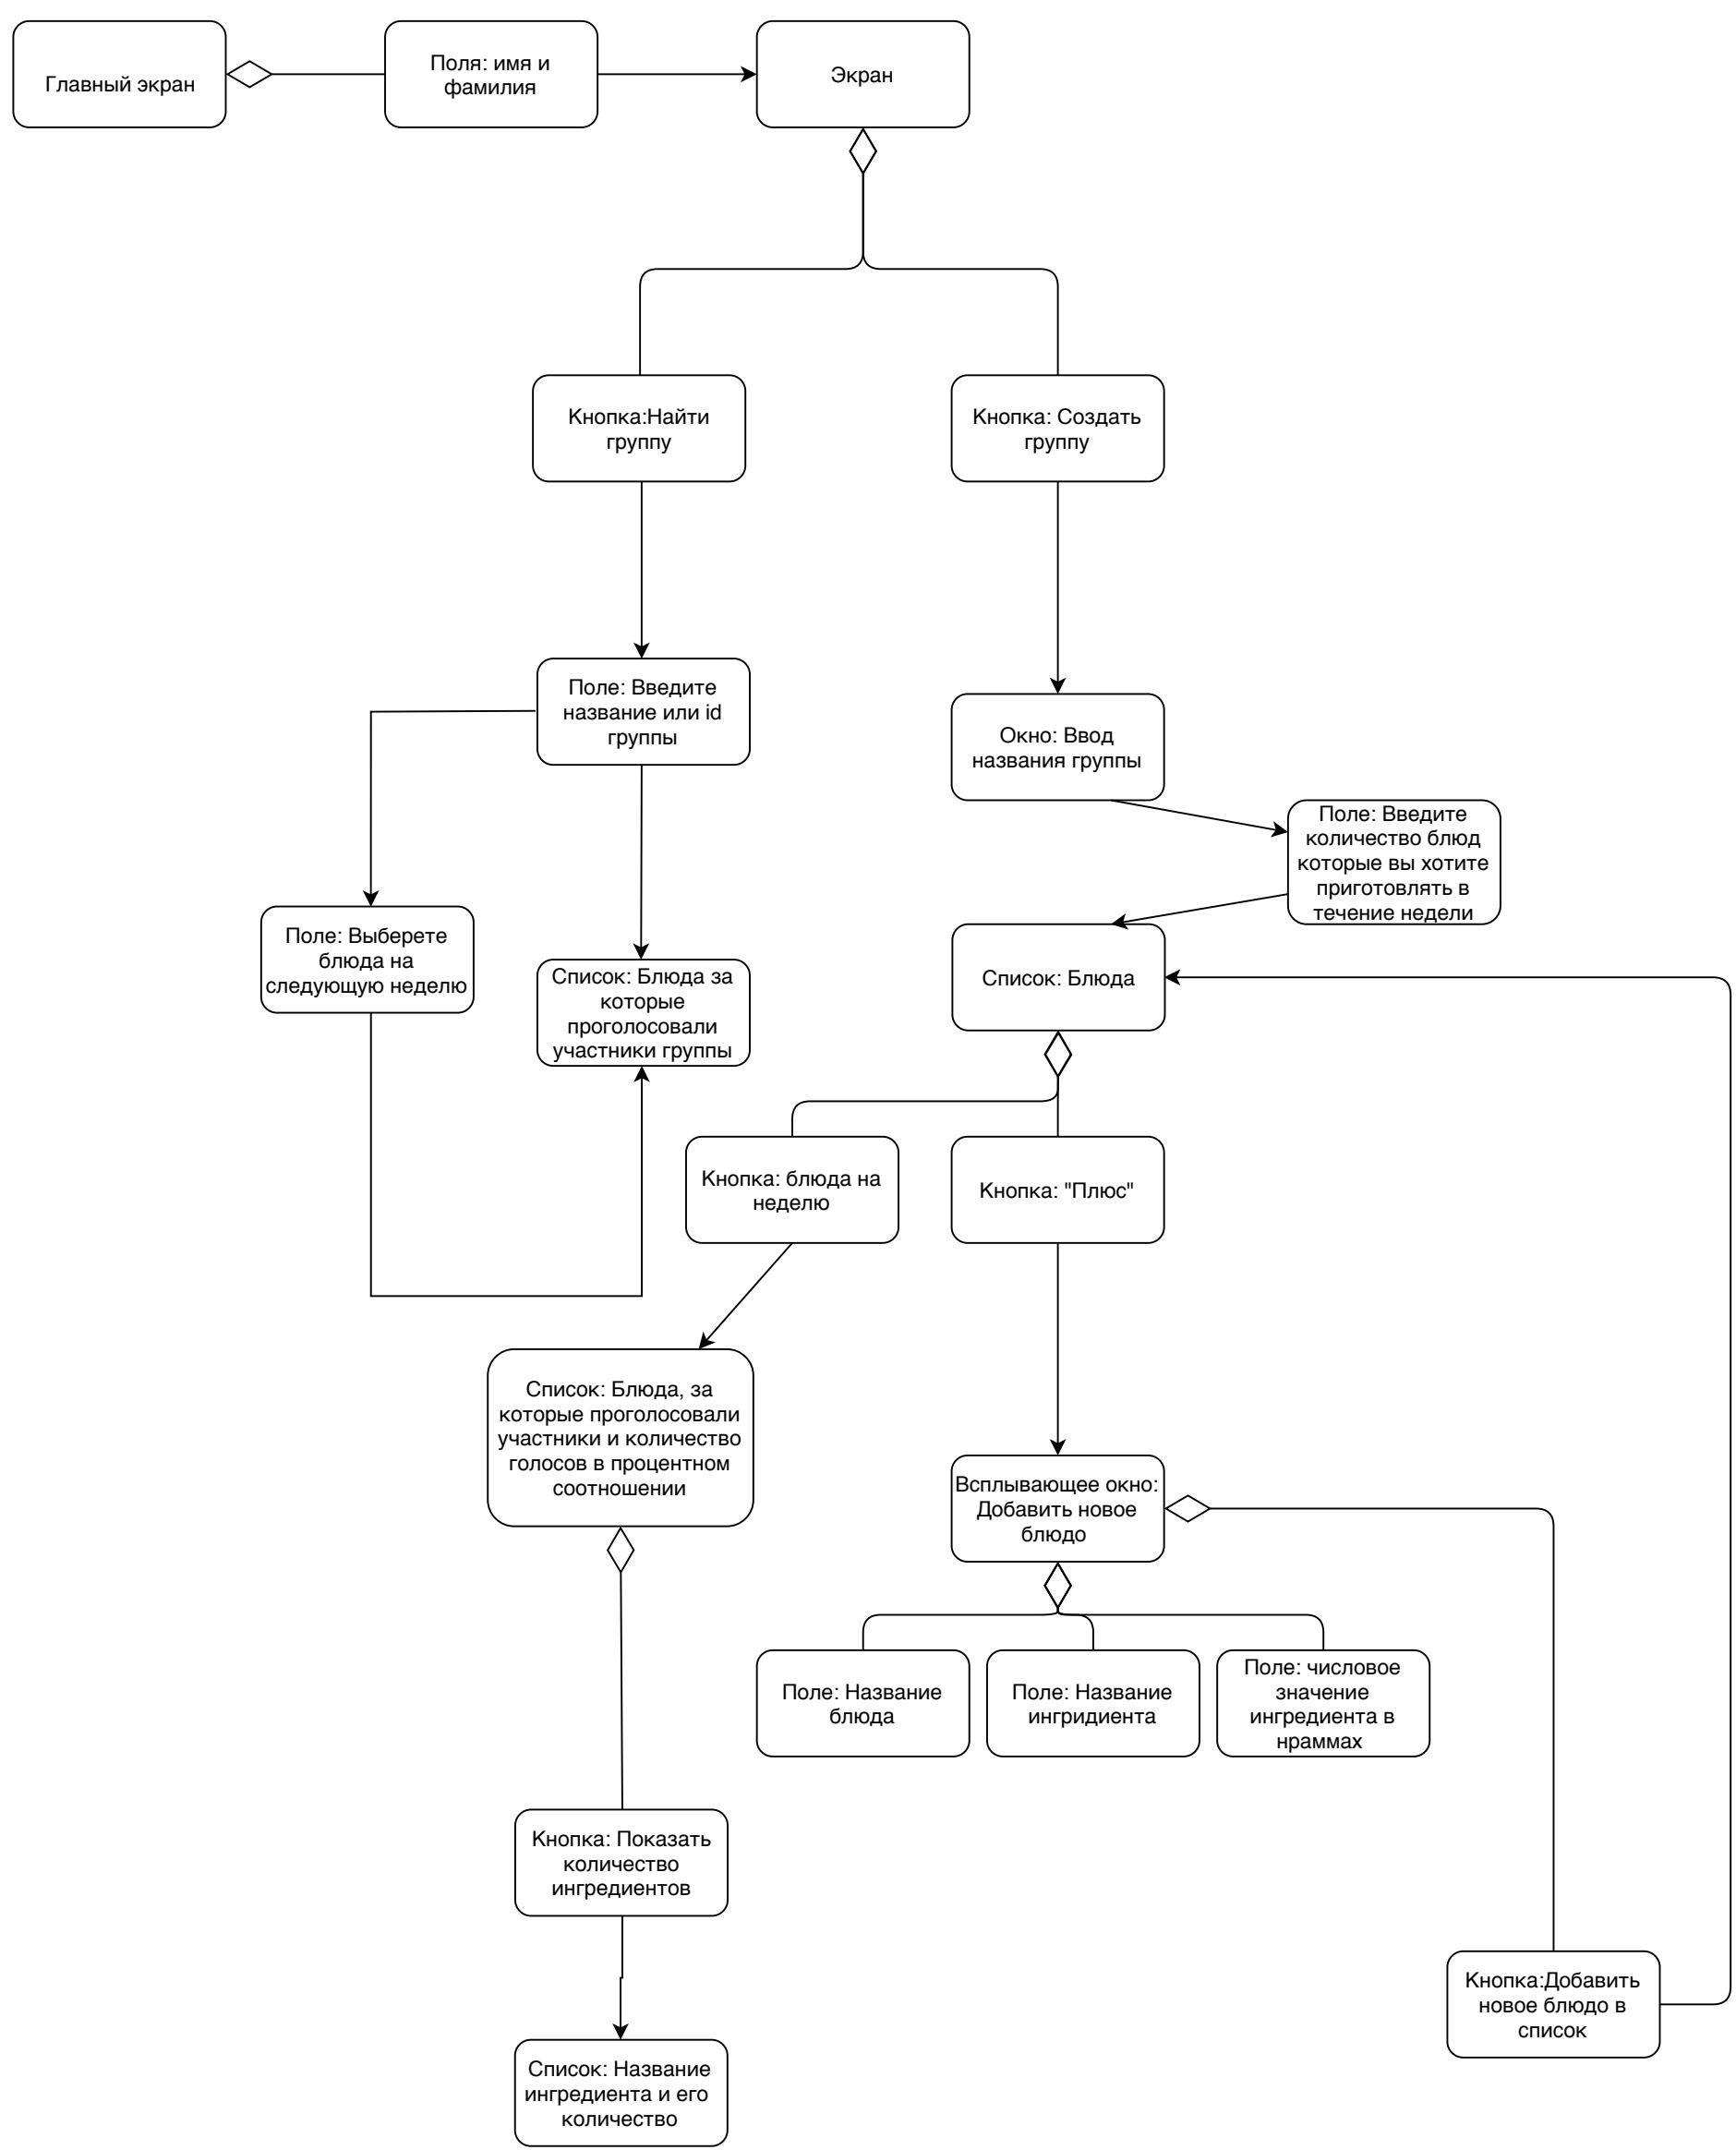 Главный экран
Поля: имя и
фамилия
Экран
Кнопка:Найти
группу
Кнопка: Создать
группу
Поле: Введите
название или id
группы
Окно: Ввод
названия группы
Поле: Введите
количество блюд
которые вы хотите
приготовлять в
течение недели
Поле: Выберете
блюда на
следующую неделю
Список: Блюда за
которые
проголосовали
участники группы
Список: Блюда
Кнопка: блюда на
неделю
Кнопка: "Плюс"
Список: Блюда, за
которые проголосовали
участники и количество
голосов в процентном
соотношении
Всплывающее окно:
Добавить новое
блюдо
Поле: Название
блюда
Поле: Название
ингридиента
Поле: числовое
значение
ингредиента в
нраммах
Кнопка: Показать
количество
ингредиентов
Кнопка:Добавить
новое блюдо в
список
Список: Название
ингредиента и его
количество